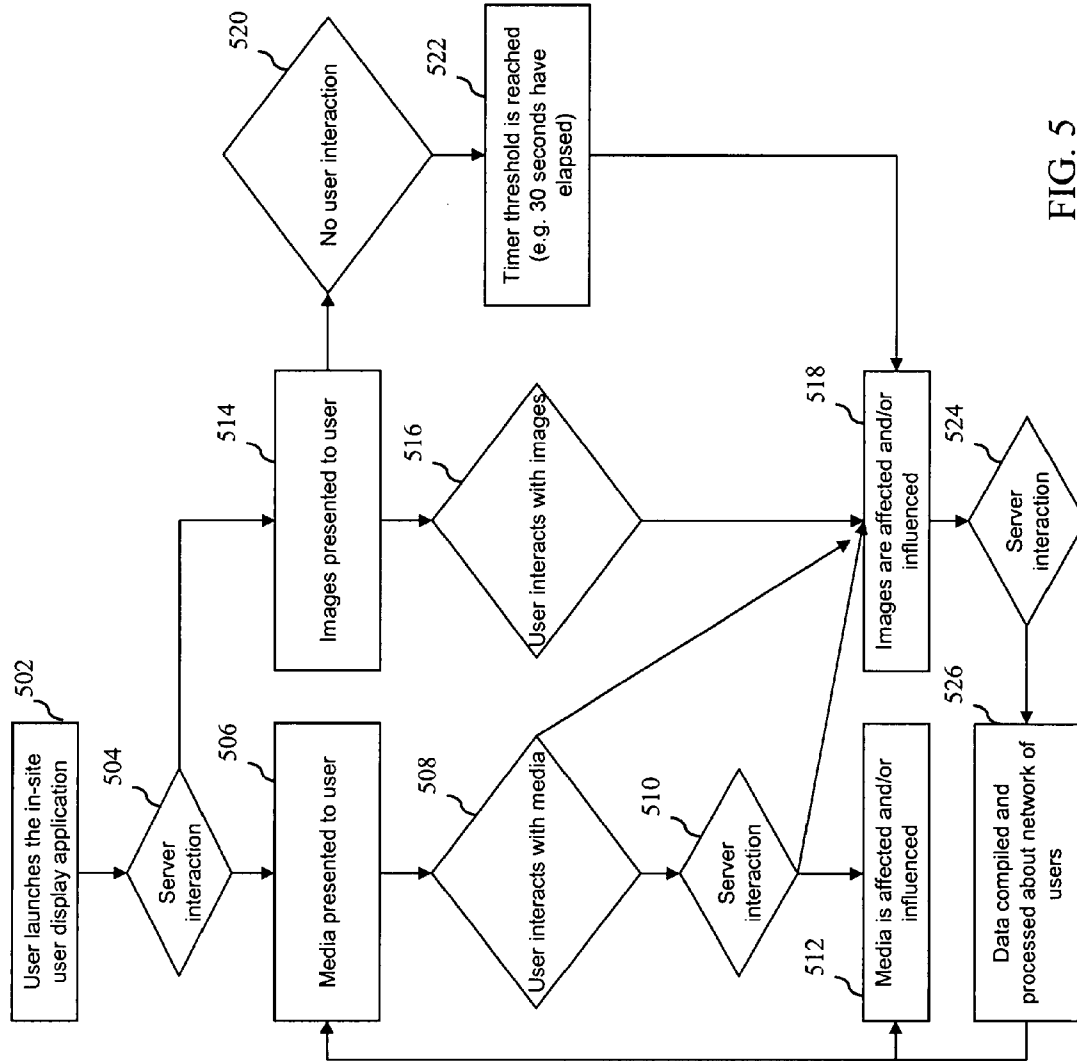 502
User launches the in-site
user display application
504
Server
interaction
506
Media presented to user
508
User interacts with media
510
Server
interaction
512
Media is affected and/or
influenced
514
Images presented to user
516
User interacts with images
518
Images are affected and/or
influenced
520
No user interaction
522
Timer threshold is reached
(e.g. 30 seconds have
elapsed)
524
Server
interaction
526
Data compiled and
processed about network of
users
FIG. 5